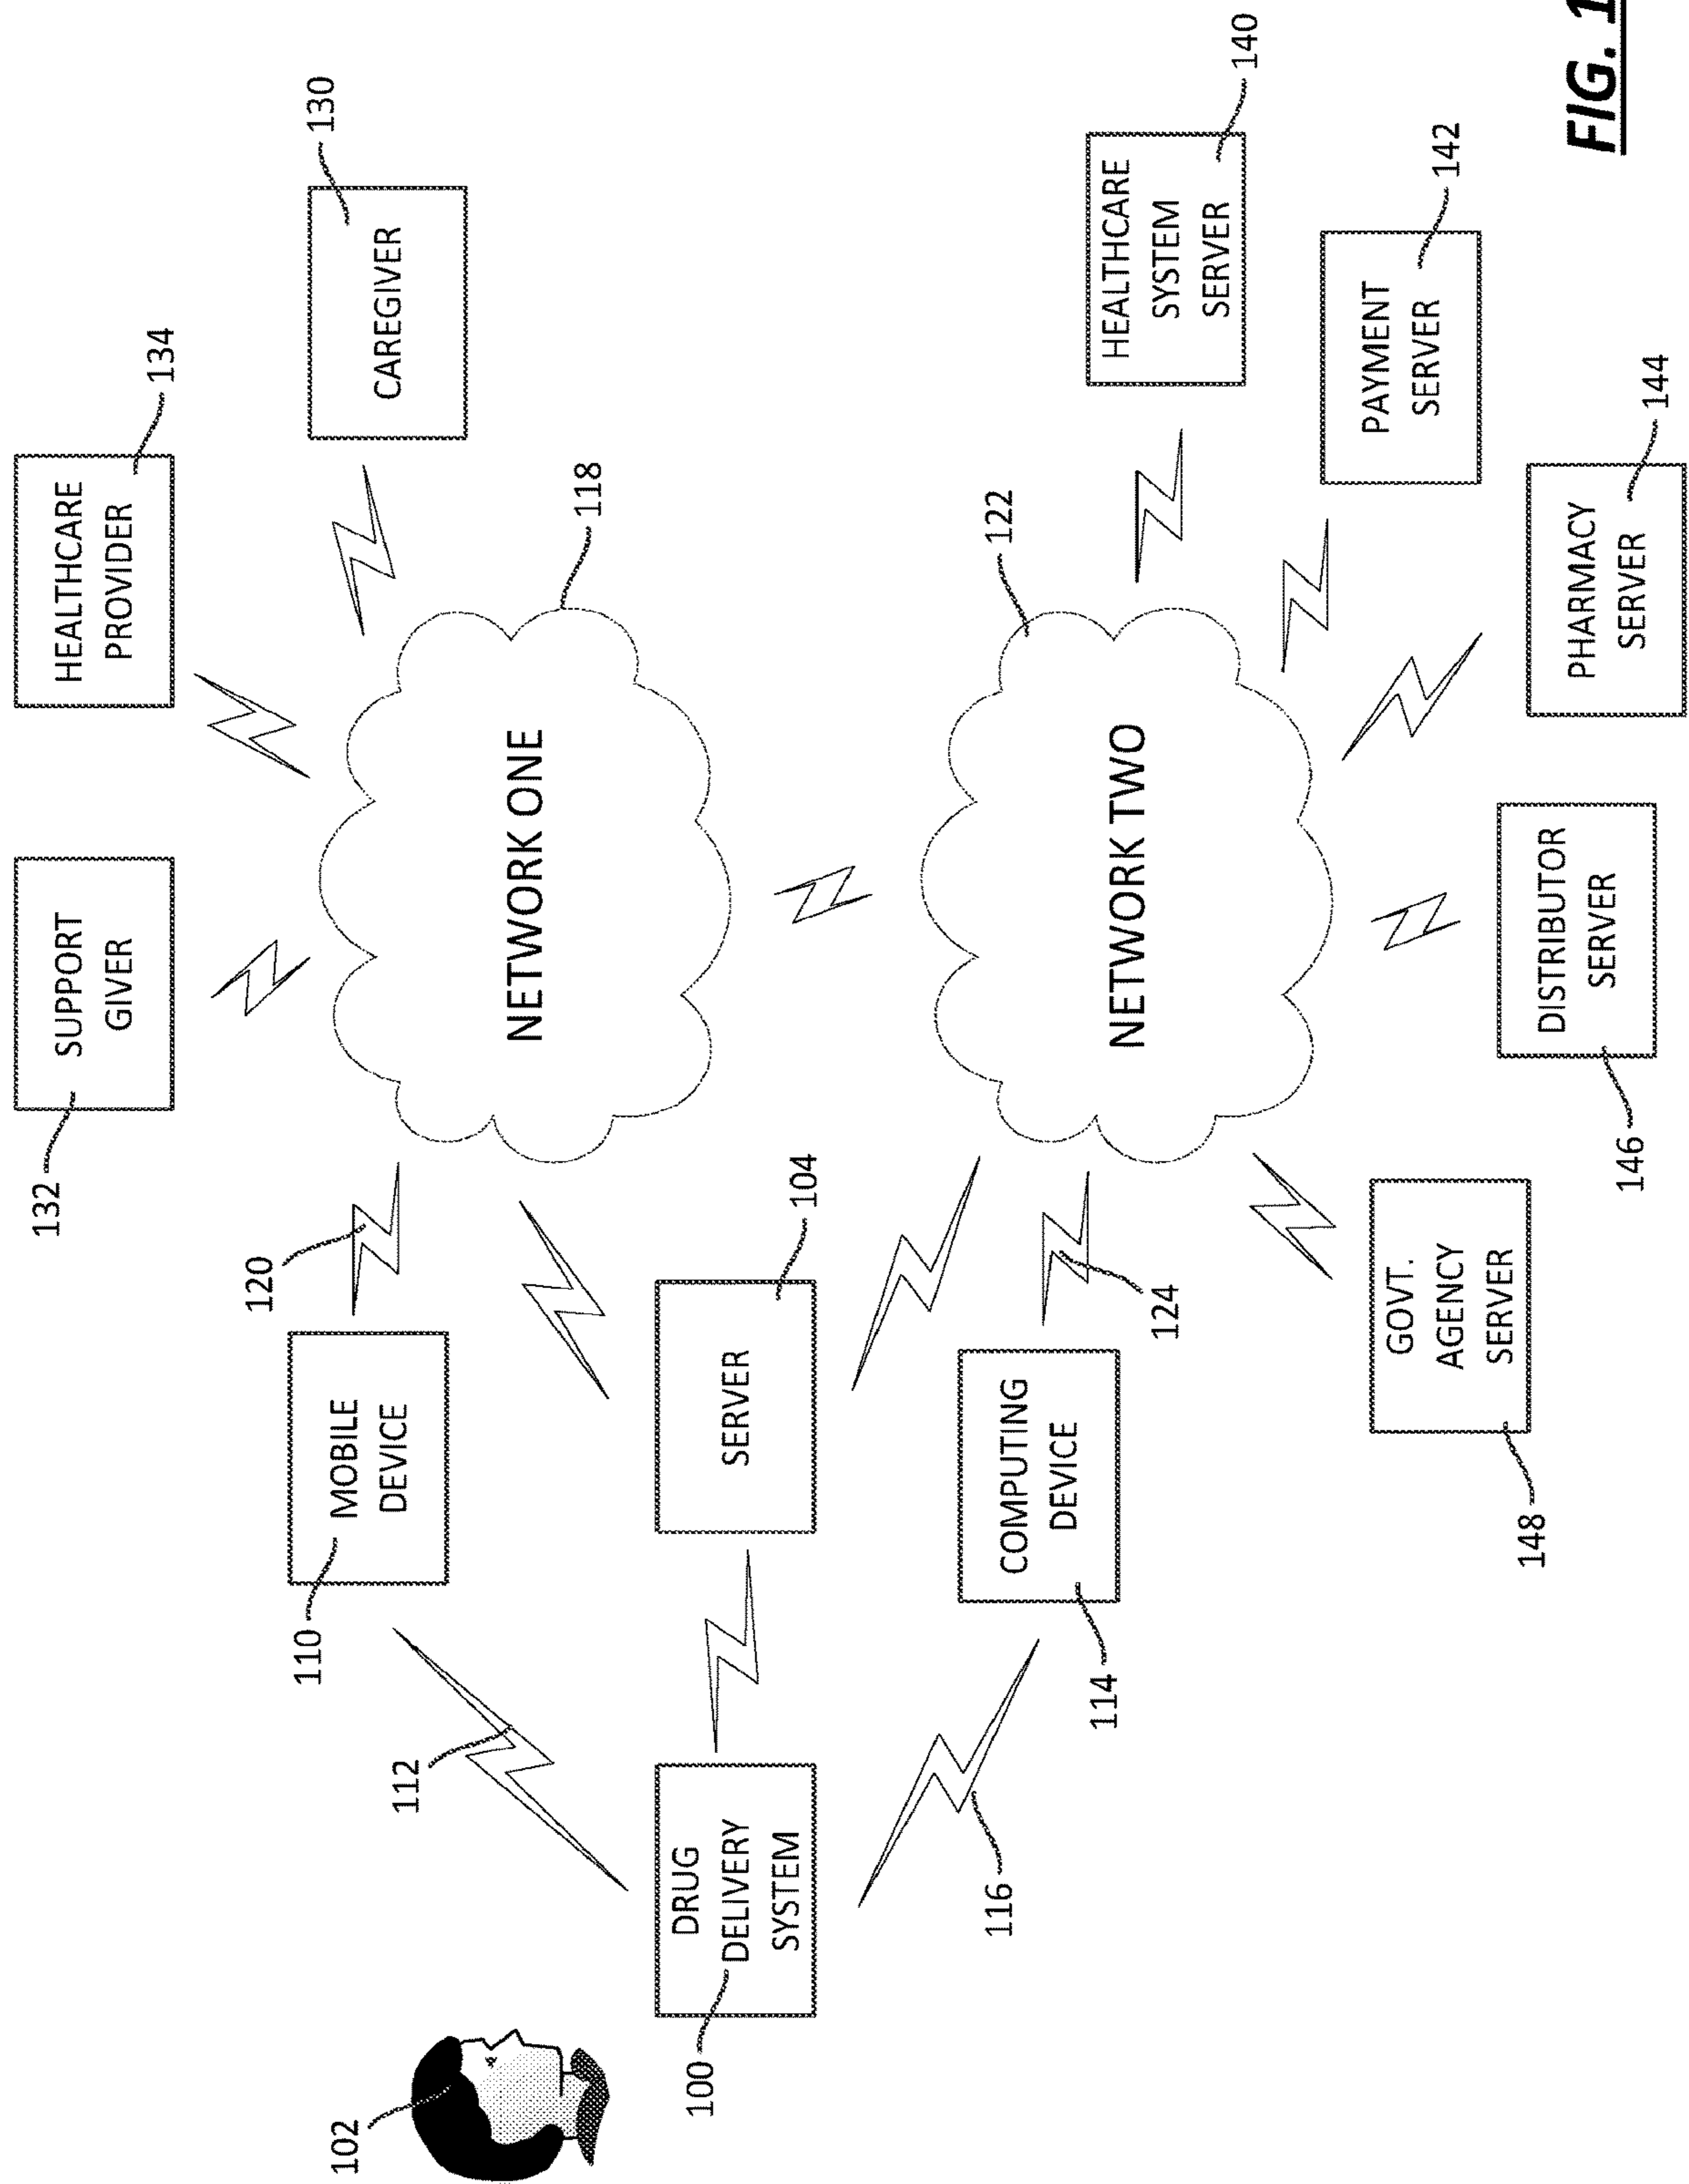 132
SUPPORT
GIVER
HEALTHCARE
PROVIDER
134
130
CAREGIVER
120
110
MOBILE
DEVICE
NETWORK ONE
118
102
112
104
100
DRUG
DELIVERY
SYSTEM
SERVER
116
114
COMPUTING
DEVICE
124
NETWORK TWO
122
HEALTHCARE
SYSTEM
SERVER
140
148
GOVT.
AGENCY
SERVER
PAYMENT
SERVER
142
146
DISTRIBUTOR
SERVER
PHARMACY
SERVER
144
FIG. 1